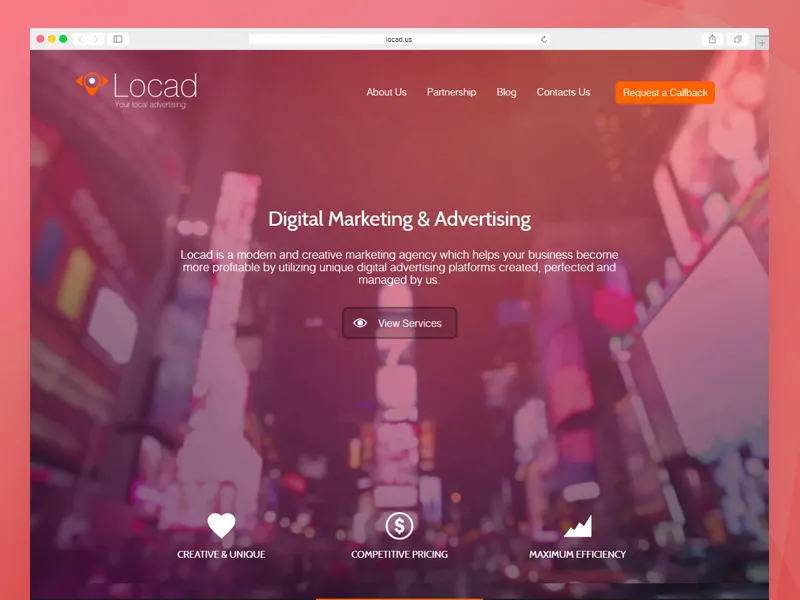 locad.us
Locad
Your local advertising
About Us
Partnership
Blog
Contacts Us
Request a Callback
Digital Marketing & Advertising
Locad is a modern and creative marketing agency which helps your business become
more profitable by utilizing unique digital advertising platforms created, perfected and
managed by us.
View Services
CREATIVE & UNIQUE
COMPETITIVE PRICING
MAXIMUM EFFICIENCY